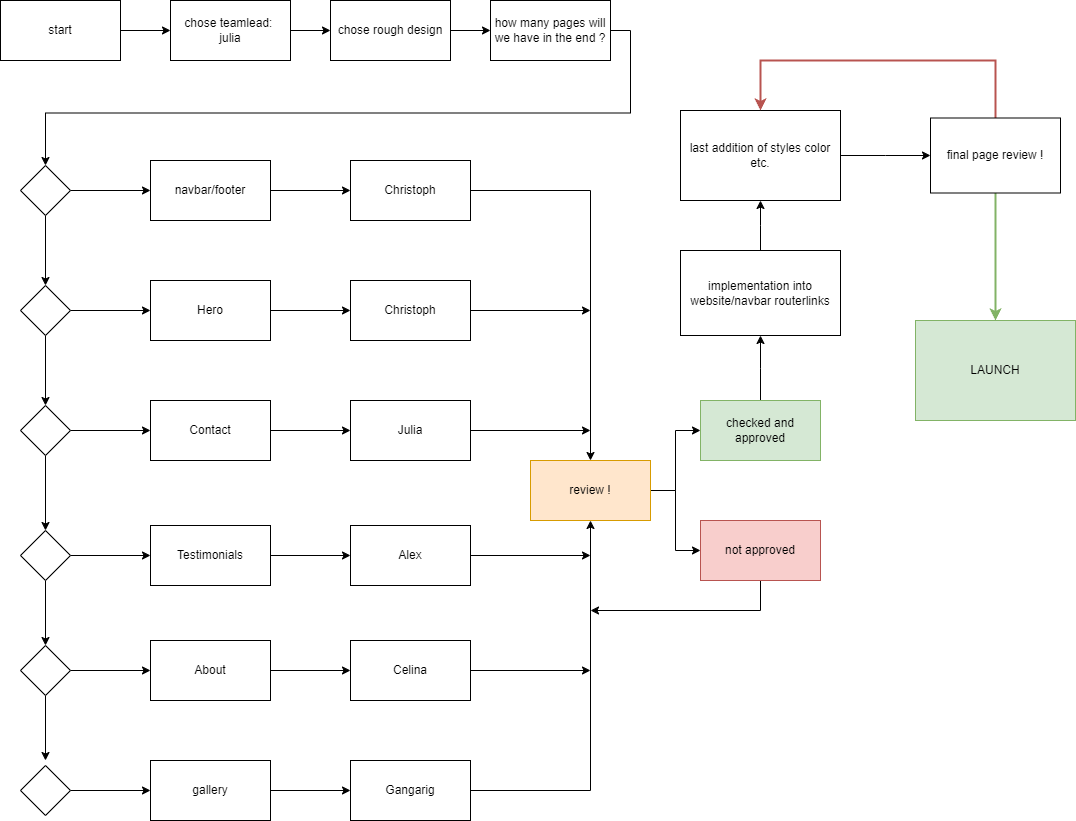 start
chose teamlead:
julia
chose rough design
how many pages will
we have in the end ?
navbar/footer
Christoph
Hero
Christoph
Contact
Julia
Testimonials
Alex
About
Celina
gallery
Gangarig
review !
checked and
approved
not approved
implementation into
website/navbar routerlinks
last addition of styles color
etc.
final page review !
LAUNCH